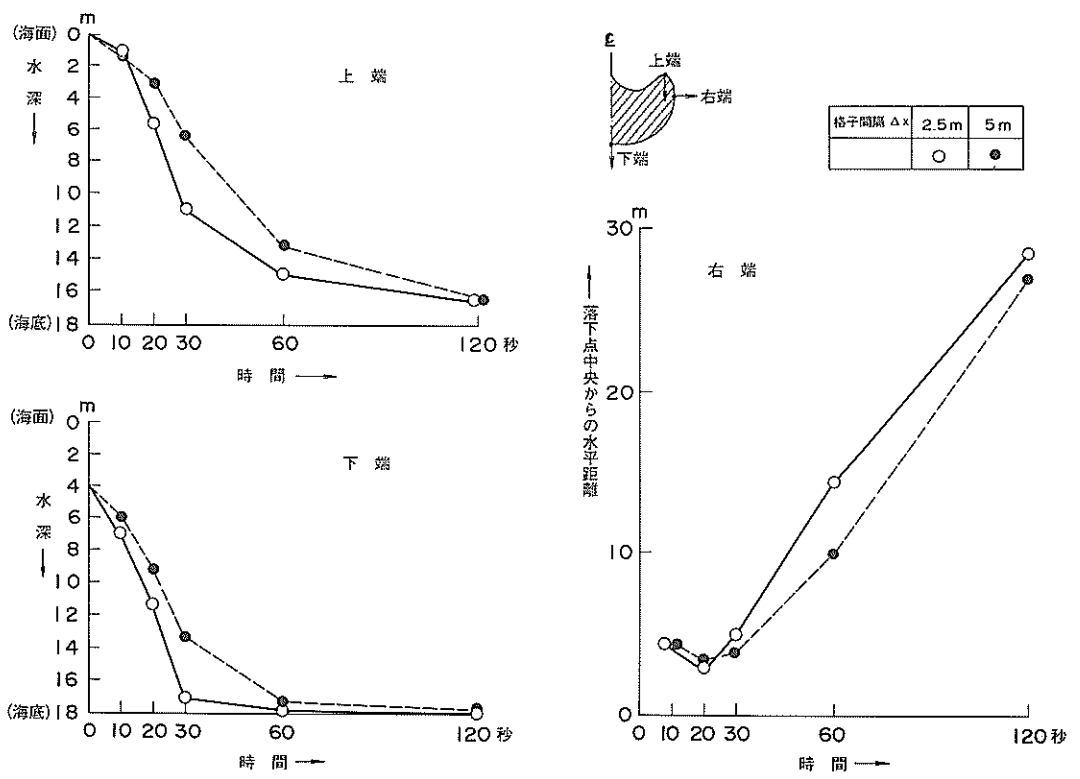 m
(海面) 0
水 2
深 4
6
8
10
12
14
16
(海底) 18
0 10 20 30 60 120 秒
時 間
上 端
m
(海面) 0
4
水 6
深 8
10
12
14
16
(海底) 18
0 10 20 30 60 120 秒
時 間
下 端
℄
上端
右端
下端
格子間隔 Δx 2.5m 5m
m
30
20
10
0
落下点中央からの水平距離
右 端
10 20 30 60 120 秒
時 間